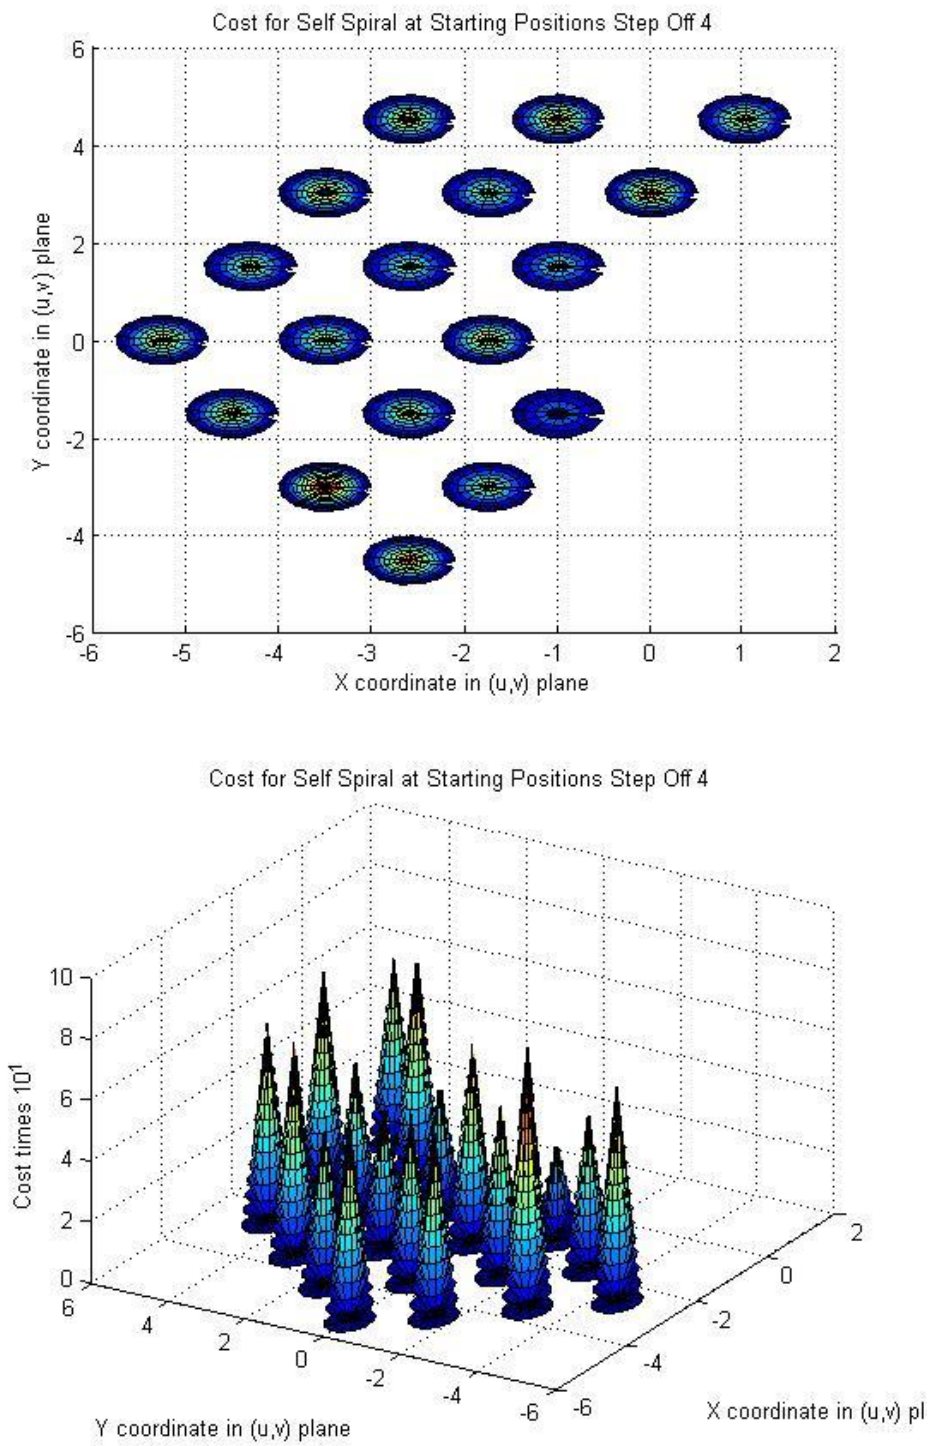 Cost for Self Spiral at Starting Positions Step Off 4
6
4
2
0
-2
-4
-6
Y coordinate in (u,v) plane
-6 -5 -4 -3 -2 -1 0 1 2
X coordinate in (u,v) plane
Cost for Self Spiral at Starting Positions Step Off 4
10
8
6
4
2
0
Cost times 10¹
6 4 2 0 -2 -4 -6
Y coordinate in (u,v) plane
-6 -4 -2 0 2
X coordinate in (u,v) pl